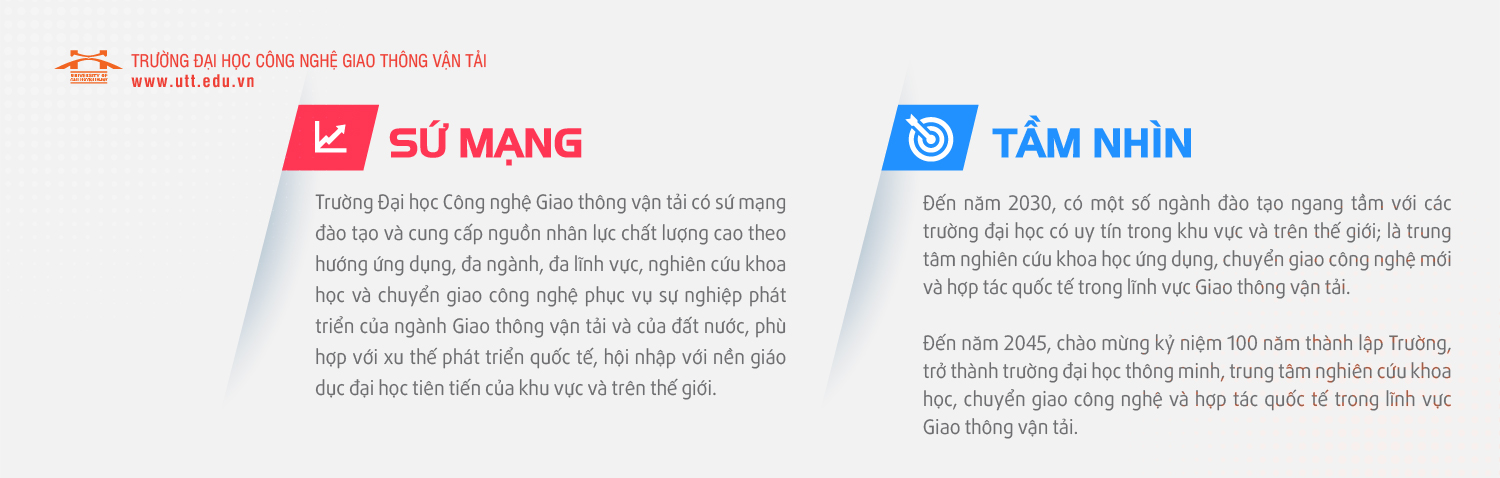 TRƯỜNG ĐẠI HỌC CÔNG NGHỆ GIAO THÔNG VẬN TẢI
UNIVERSITY OF
www.utt.edu.vn
SỨ MẠNG
Trường Đại học Công nghệ Giao thông vận tải có sứ mạng
đào tạo và cung cấp nguồn nhân lực chất lượng cao theo
hướng ứng dụng, đa ngành, đa lĩnh vực, nghiên cứu khoa
học và chuyển giao công nghệ phục vụ sự nghiệp phát
triển của ngành Giao thông vận tải và của đất nước, phù
hợp với xu thế phát triển quốc tế, hội nhập với nền giáo
dục đại học tiên tiến của khu vực và trên thế giới.
TẦM NHÌN
Đến năm 2030, có một số ngành đào tạo ngang tầm với các
trường đại học có uy tín trong khu vực và trên thế giới; là trung
tâm nghiên cứu khoa học ứng dụng, chuyển giao công nghệ mới
và hợp tác quốc tế trong lĩnh vực Giao thông vận tải.
Đến năm 2045, chào mừng kỷ niệm 100 năm thành lập Trường,
trở thành trường đại học thông minh, trung tâm nghiên cứu khoa
học, chuyển giao công nghệ và hợp tác quốc tế trong lĩnh vực
Giao thông vận tải.